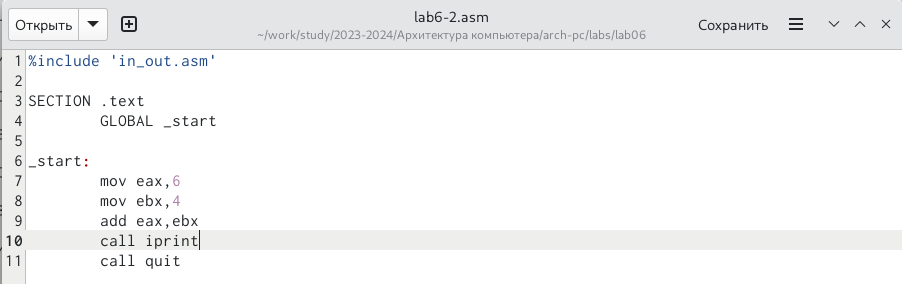 Открыть
lab6-2.asm
~/work/study/2023-2024/Архитектура компьютера/arch-pc/labs/lab06
Сохранить
1 %include 'in_out.asm'
2
3 SECTION .text
4 GLOBAL _start
5
6 _start:
7 mov eax,6
8 mov ebx,4
9 add eax,ebx
10 call iprint
11 call quit